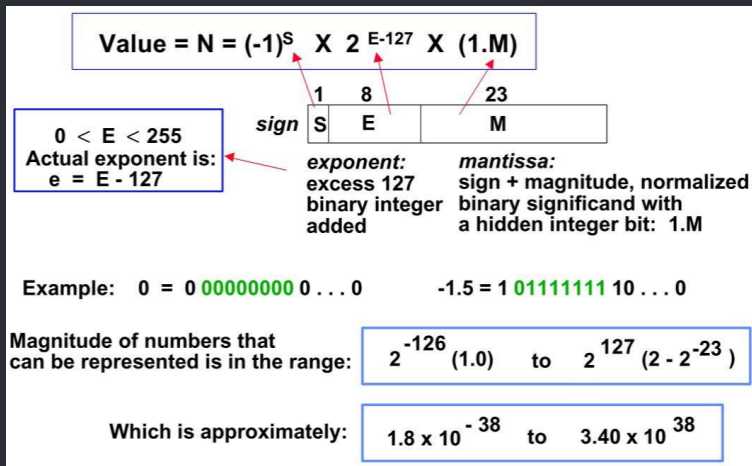 Value = N = (-1)^S X 2^E-127 X (1.M)
1 8 23
sign S E M
0 < E < 255
Actual exponent is:
e = E - 127
exponent:
excess 127
binary integer
added
mantissa:
sign + magnitude, normalized
binary significand with
a hidden integer bit: 1.M
Example: 0 = 0 00000000 0 . . . 0 -1.5 = 1 01111111 10 . . . 0
Magnitude of numbers that
can be represented is in the range:
2^-126 (1.0) to 2^127 (2 - 2^-23 )
Which is approximately: 1.8 x 10^- 38 to 3.40 x 10^38